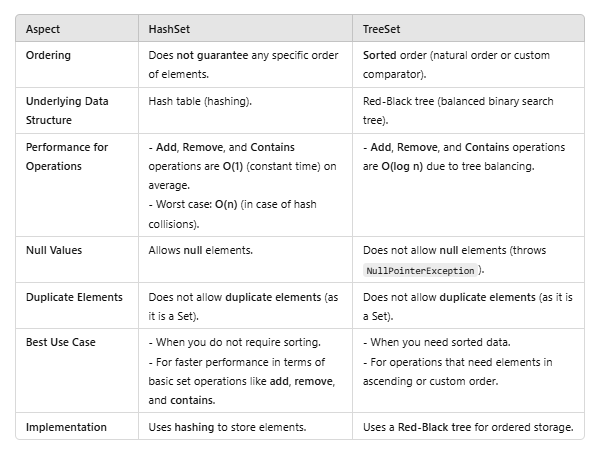 Aspect HashSet TreeSet
Ordering Does not guarantee any specific order Sorted order (natural order or custom
of elements. comparator).
Underlying Data Hash table (hashing). Red-Black tree (balanced binary search
Structure tree).
Performance for - Add, Remove, and Contains - Add, Remove, and Contains operations
Operations operations are O(1) (constant time) on are O(log n) due to tree balancing.
average.
- Worst case: O(n) (in case of hash
collisions).
Null Values Allows null elements. Does not allow null elements (throws
NullPointerException ).
Duplicate Elements Does not allow duplicate elements (as Does not allow duplicate elements (as it is
it is a Set). a Set).
Best Use Case - When you do not require sorting. - When you need sorted data.
- For faster performance in terms of - For operations that need elements in
basic set operations like add, remove, ascending or custom order.
and contains.
Implementation Uses hashing to store elements. Uses a Red-Black tree for ordered storage.